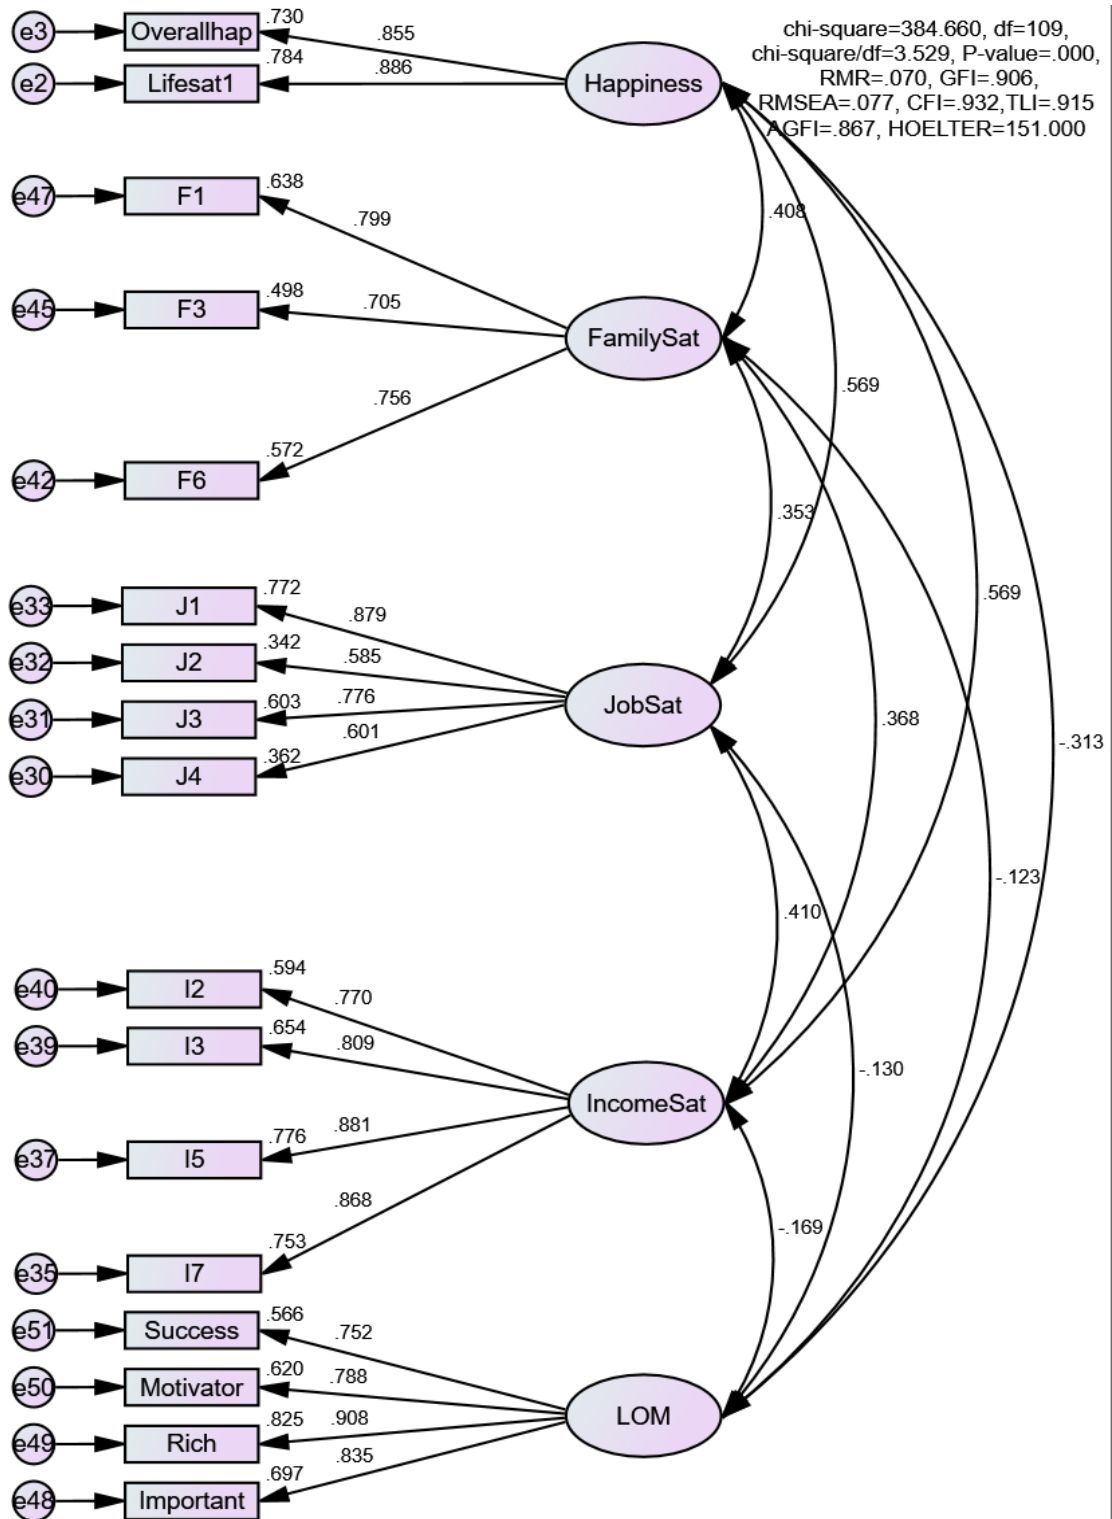 chi-square=384.660, df=109,
chi-square/df=3.529, P-value=.000,
RMR=.070, GFI=.906,
RMSEA=.077, CFI=.932,TLI=.915
AGFI=.867, HOELTER=151.000
e3
Overallhap
.730
.855
e2
Lifesat1
.784
.886
Happiness
e47
F1
.638
.799
.408
e45
F3
.498
.705
FamilySat
.569
e42
F6
.572
.756
.353
e33
J1
.772
.879
.569
e32
J2
.342
.585
e31
J3
.603
.776
JobSat
e30
J4
.362
.601
.368
-.313
-.123
.410
e40
I2
.594
.770
e39
I3
.654
.809
-.130
IncomeSat
e37
I5
.776
.881
e35
I7
.753
.868
-.169
e51
Success
.566
.752
e50
Motivator
.620
.788
LOM
e49
Rich
.825
.908
e48
Important
.697
.835